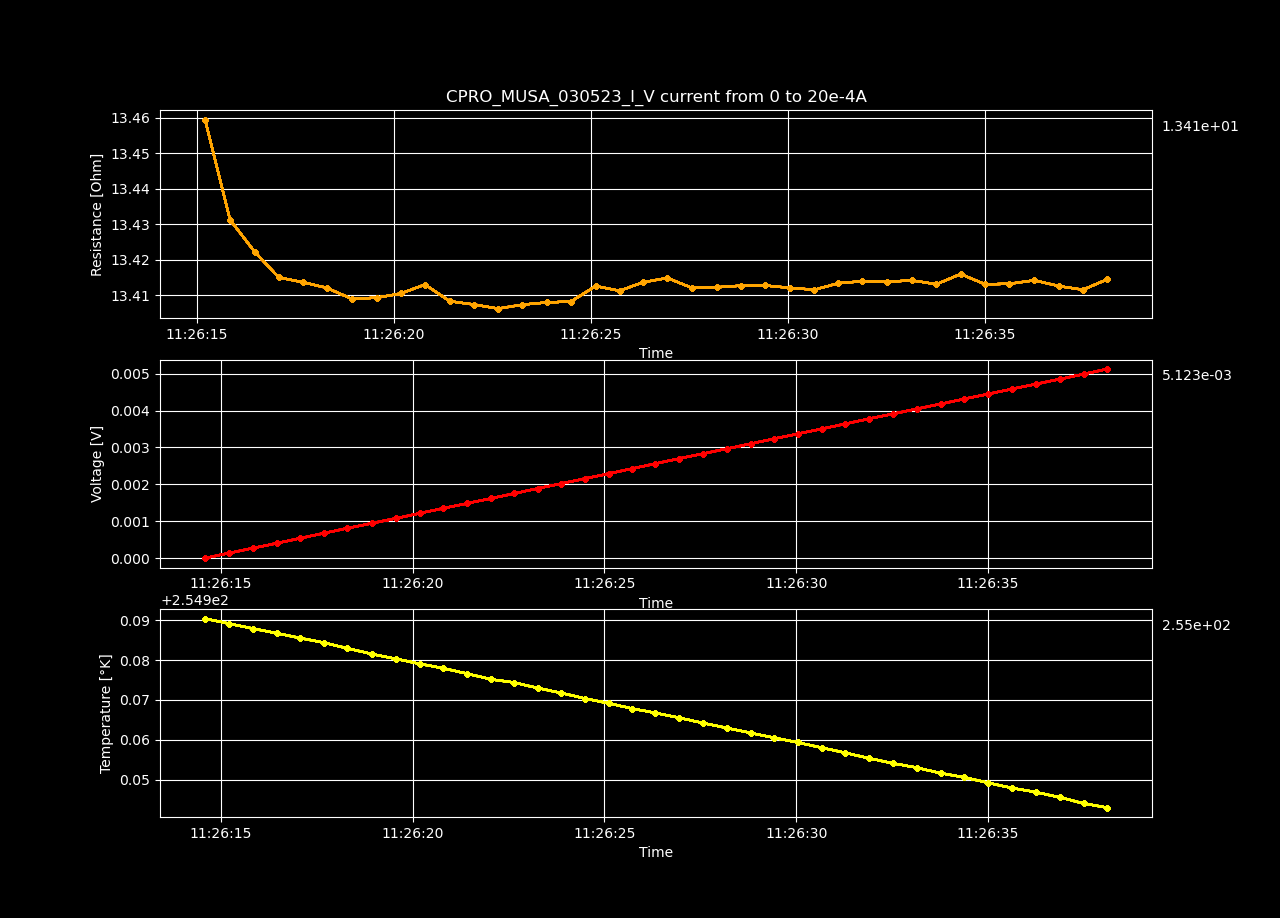 CPRO_MUSA_030523_I_V current from 0 to 20e-4A
13.46
13.45
13.44
13.43
13.42
13.41
Resistance [Ohm]
1.341e+01
11:26:15 11:26:20 11:26:25 11:26:30 11:26:35
Time
0.005
0.004
0.003
0.002
0.001
0.000
Voltage [V]
5.123e-03
11:26:15 11:26:20 11:26:25 11:26:30 11:26:35
Time
+2.549e2
0.09
0.08
0.07
0.06
0.05
Temperature [°K]
2.55e+02
11:26:15 11:26:20 11:26:25 11:26:30 11:26:35
Time